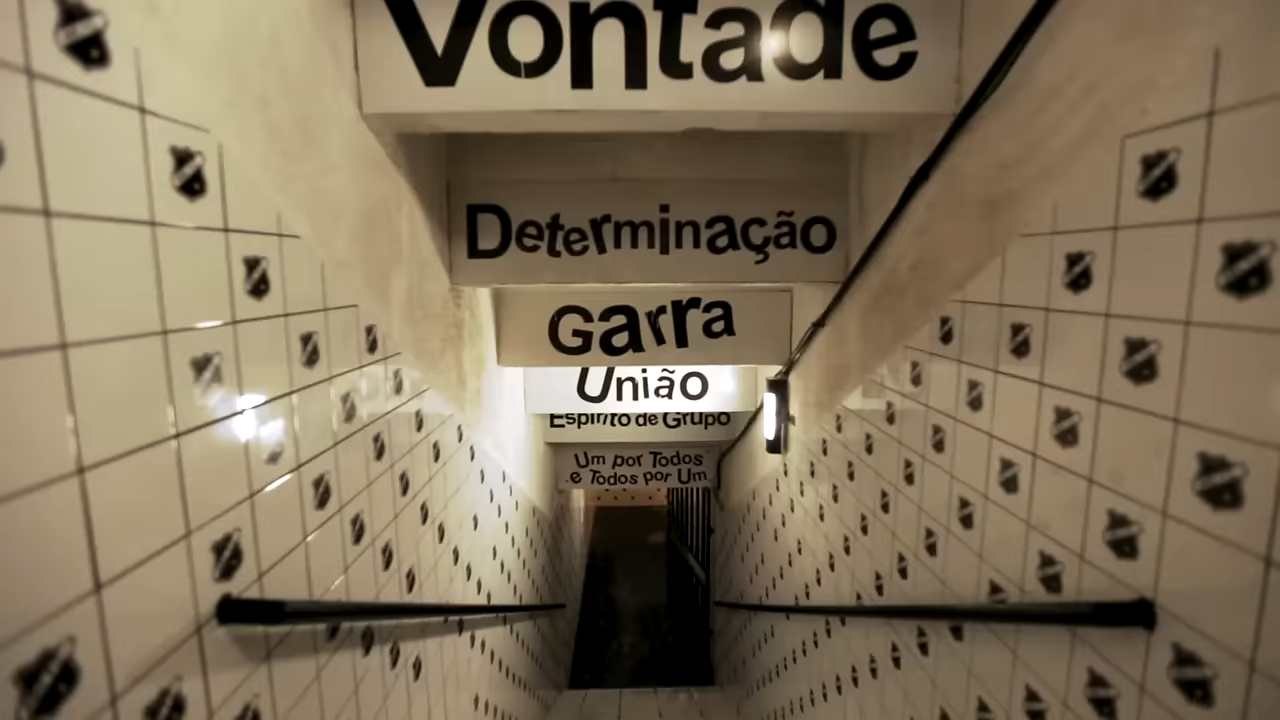 Vontade
Determinação
Garra
União
Espírito de Grupo
Um por Todos
e Todos por Um